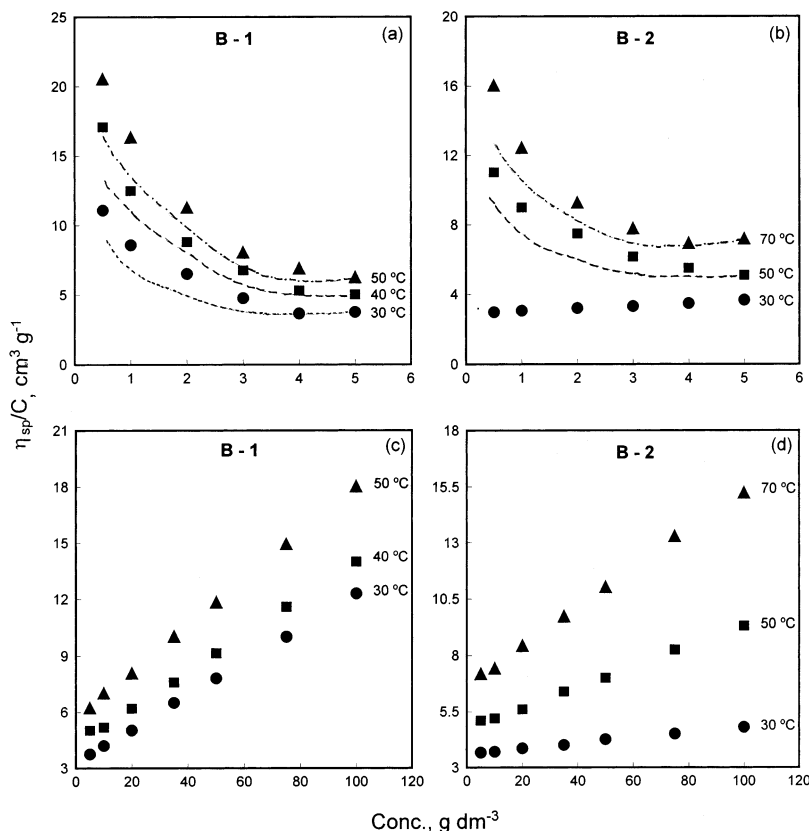 B - 1
(a)
25
20
15
10
5
0
0 1 2 3 4 5 6
50 ºC
40 ºC
30 ºC
B - 2
(b)
20
16
12
8
4
0
0 1 2 3 4 5 6
70 ºC
50 ºC
30 ºC
ηsp/C, cm³ g⁻¹
B - 1
(c)
21
18
15
12
9
6
3
0 20 40 60 80 100 120
50 ºC
40 ºC
30 ºC
B - 2
(d)
18
15.5
13
10.5
8
5.5
3
0 20 40 60 80 100 120
70 ºC
50 ºC
30 ºC
Conc., g dm⁻³